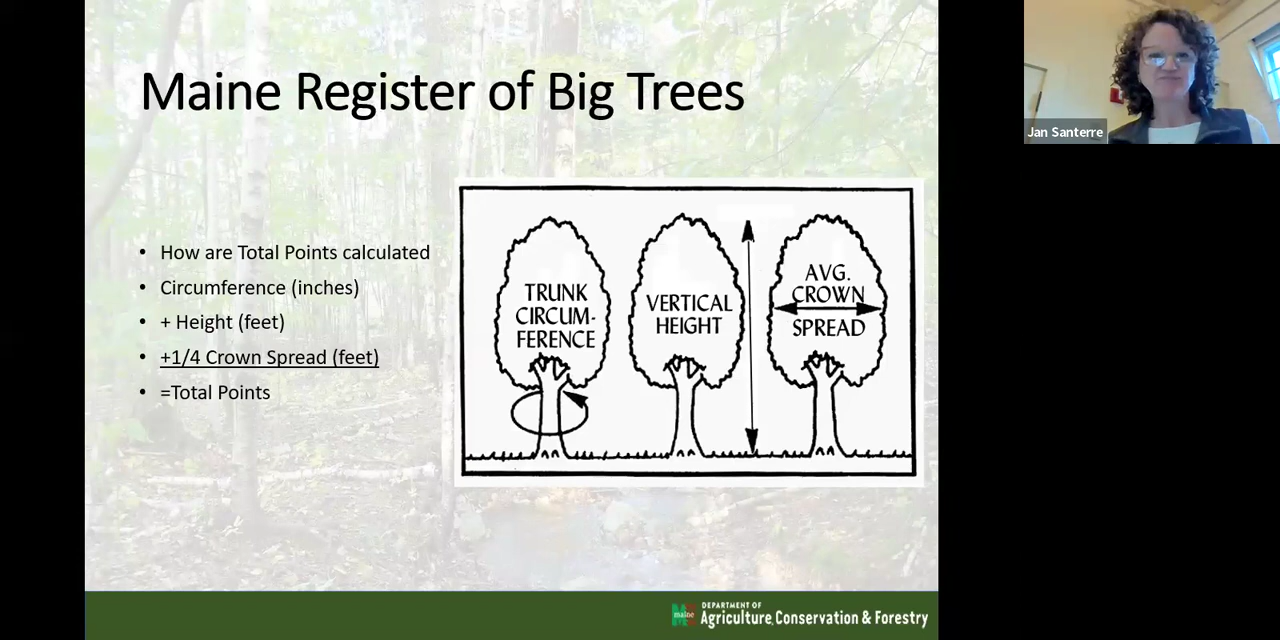 Maine Register of Big Trees
• How are Total Points calculated
• Circumference (inches)
• + Height (feet)
• +1/4 Crown Spread (feet)
• =Total Points
TRUNK
CIRCUM-
FERENCE
VERTICAL
HEIGHT
AVG.
CROWN
SPREAD
Jan Santerre
maine
DEPARTMENT OF
Agriculture, Conservation & Forestry